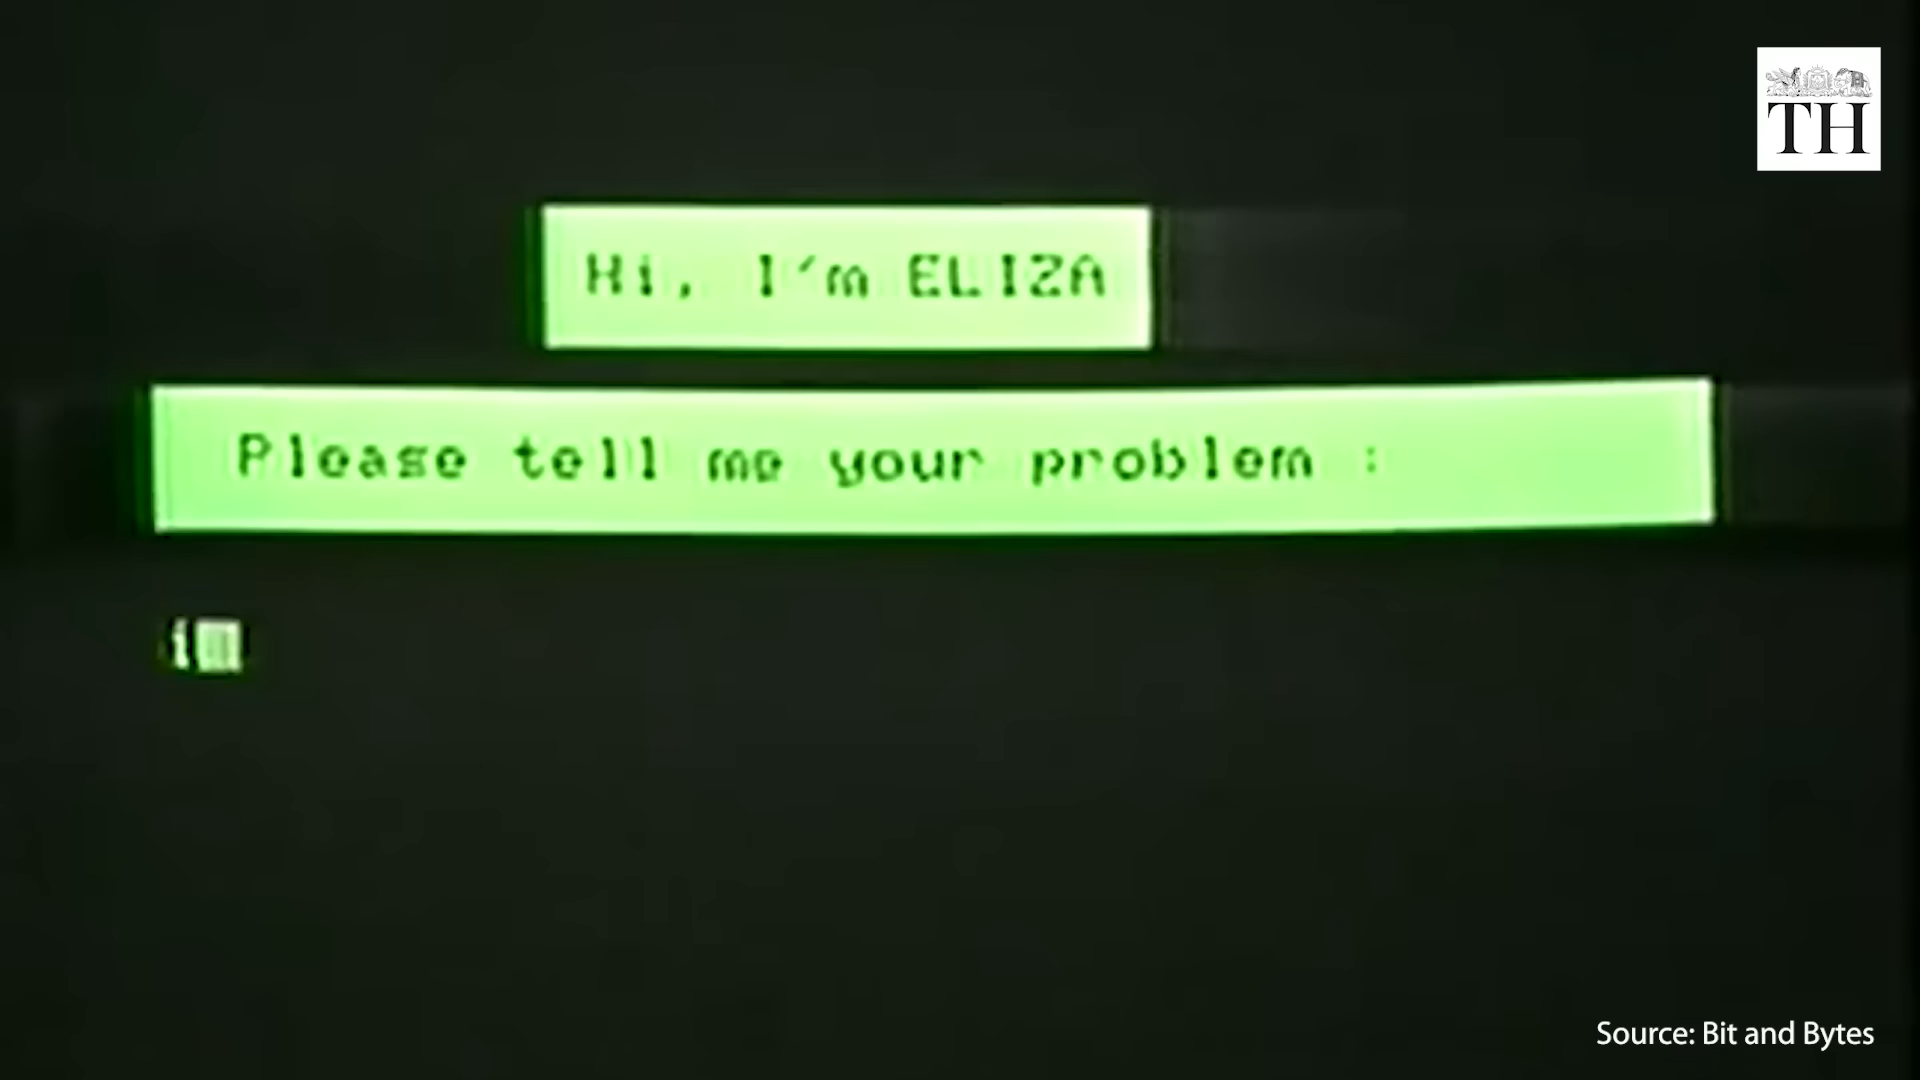 TH
Hi, I'm ELIZA
Please tell me your problem :
i
Source: Bit and Bytes